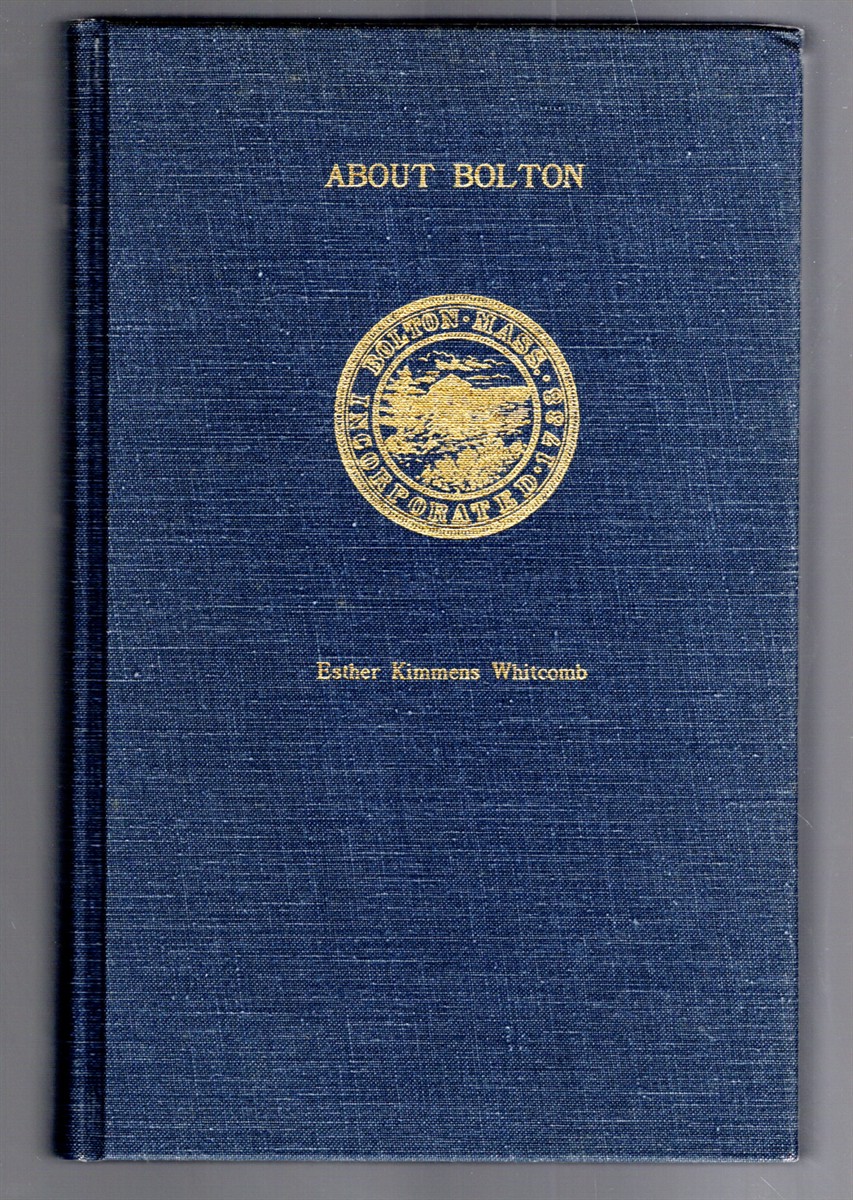 ABOUT BOLTON
BOLTON · MASS. ·
INCORPORATED · 1738
Esther Kimmens Whitcomb